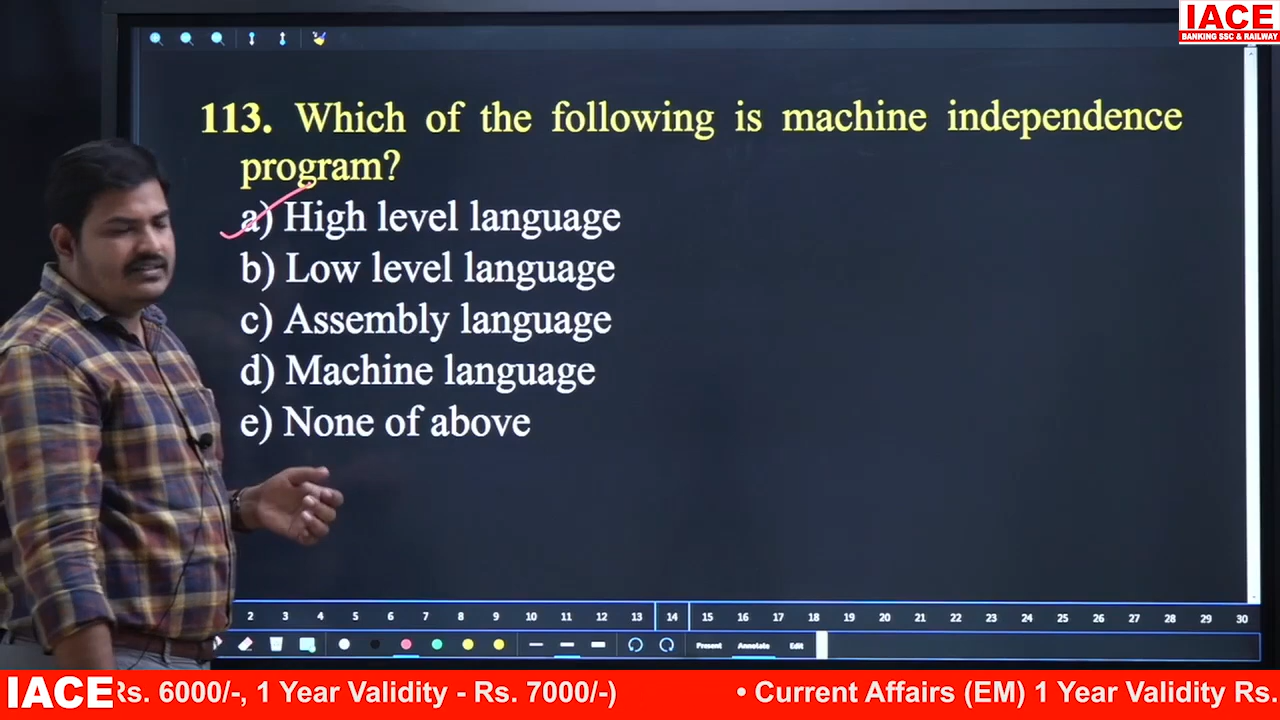 IACE
BANKING SSC & RAILWAY
113. Which of the following is machine independence
program?
a) High level language
b) Low level language
c) Assembly language
d) Machine language
e) None of above
2 3 4 5 6 7 8 9 10 11 12 13 14 15 16 17 18 19 20 21 22 23 24 25 26 27 28 29 30
Present Annotate Edit
IACE Rs. 6000/-, 1 Year Validity - Rs. 7000/-) • Current Affairs (EM) 1 Year Validity Rs.